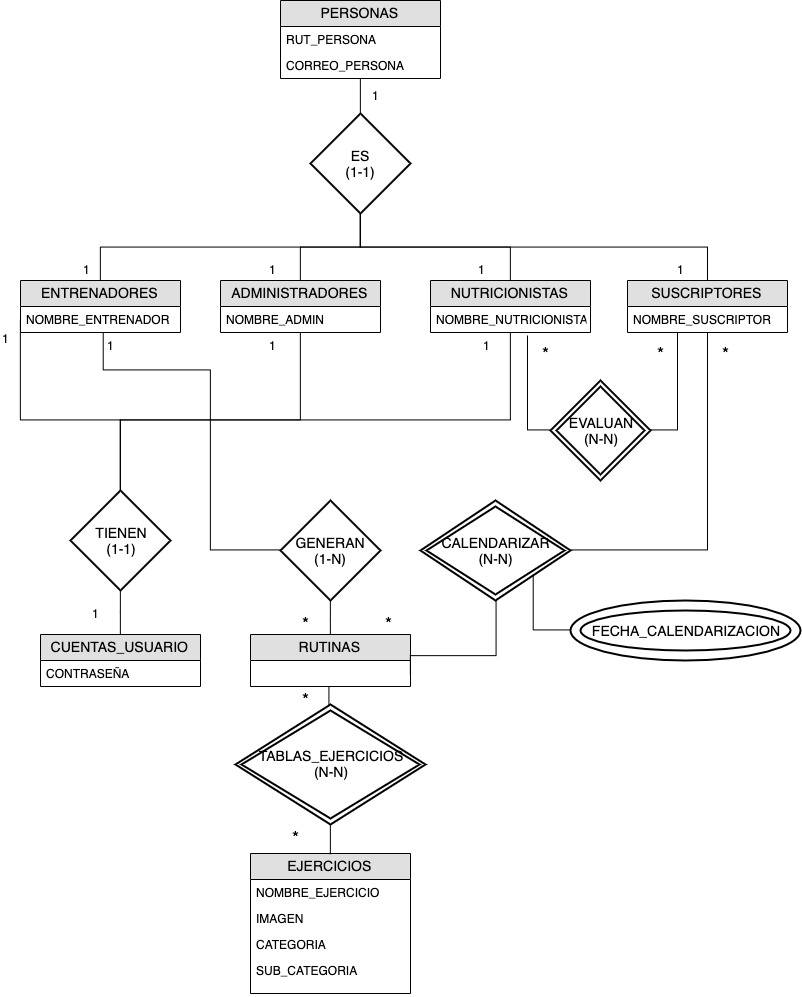 PERSONAS
RUT_PERSONA
CORREO_PERSONA
1
ES
(1-1)
1
1
1
1
ENTRENADORES
NOMBRE_ENTRENADOR
ADMINISTRADORES
NOMBRE_ADMIN
NUTRICIONISTAS
NOMBRE_NUTRICIONISTA
SUSCRIPTORES
NOMBRE_SUSCRIPTOR
1
1
1
1
*
*
*
EVALUAN
(N-N)
TIENEN
(1-1)
GENERAN
(1-N)
CALENDARIZAR
(N-N)
1
*
*
FECHA_CALENDARIZACION
CUENTAS_USUARIO
CONTRASEÑA
RUTINAS
*
TABLAS_EJERCICIOS
(N-N)
*
EJERCICIOS
NOMBRE_EJERCICIO
IMAGEN
CATEGORIA
SUB_CATEGORIA